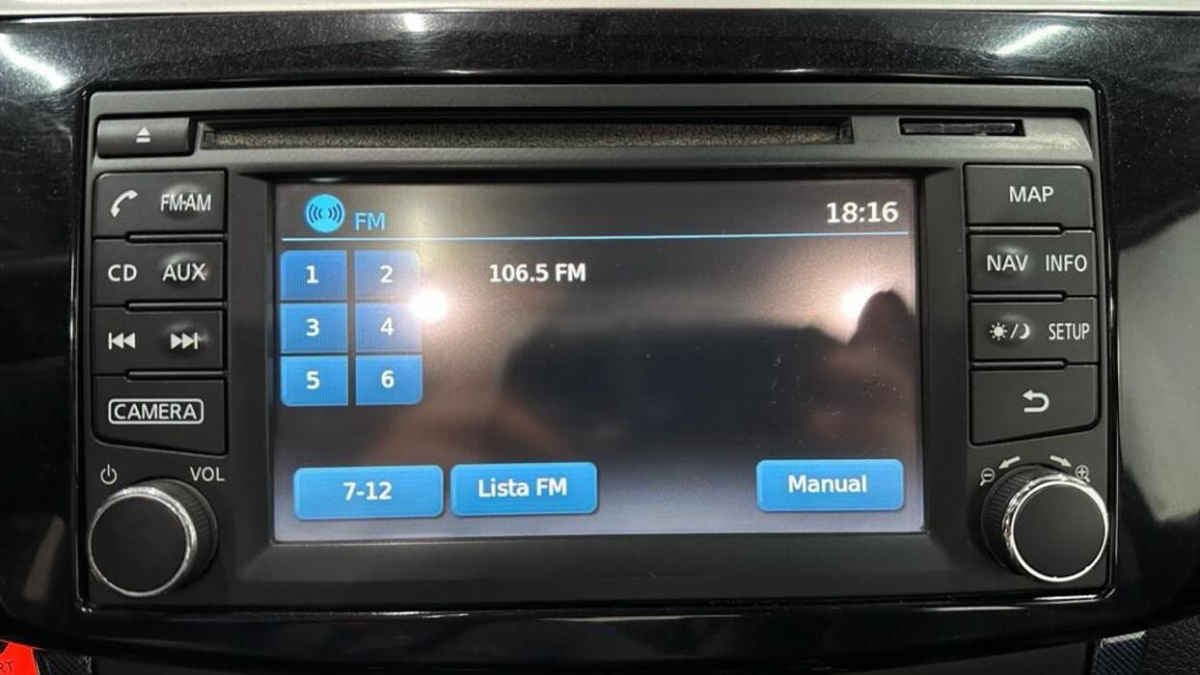 FM·AM
MAP
FM
18:16
CD AUX
1 2
106.5 FM
NAV INFO
3 4
SETUP
5 6
CAMERA
VOL
7-12
Lista FM
Manual
RT